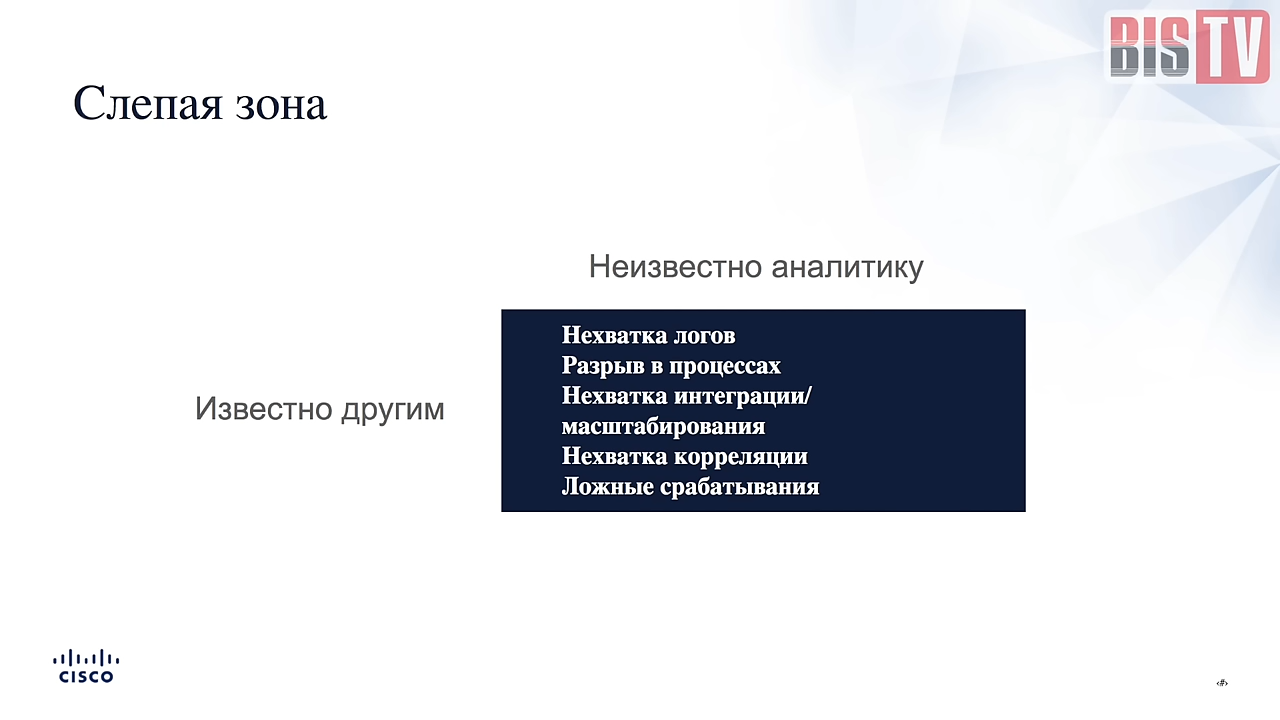 BIS TV
Слепая зона
Неизвестно аналитику
Нехватка логов
Разрыв в процессах
Нехватка интеграции/
масштабирования
Нехватка корреляции
Ложные срабатывания
Известно другим
CISCO
‹#›